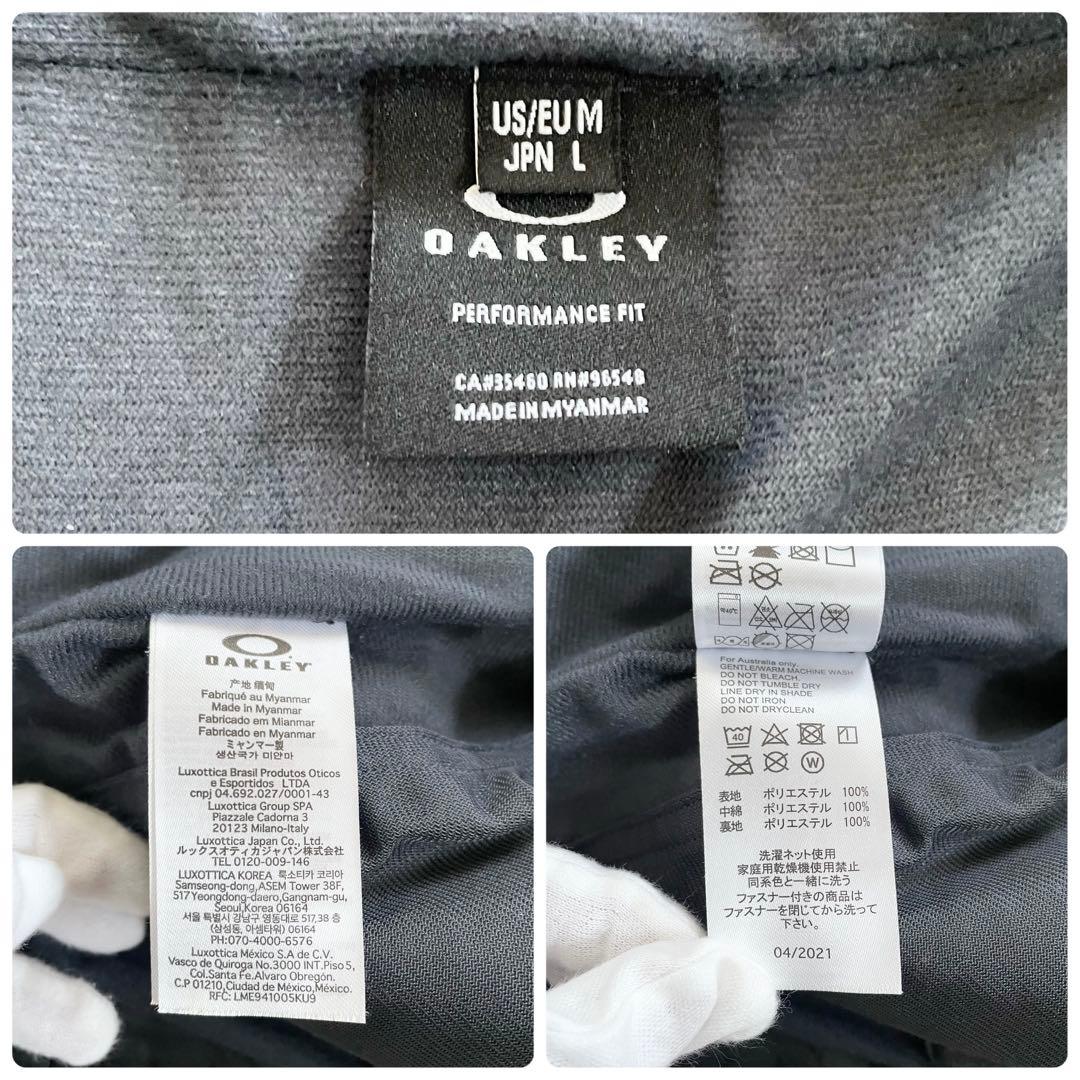 US/EU M
JPN L
OAKLEY
PERFORMANCE FIT
CA#35460 RN#96548
MADE IN MYANMAR
OAKLEY
产地 缅甸
Fabriqué au Myanmar
Made in Myanmar
Fabricado em Mianmar
Fabricado en Myanmar
ミャンマー製
생산국가 미얀마
Luxottica Brasil Produtos Oticos
e Esportidos LTDA
cnpj 04.692.027/0001-43
Luxottica Group SPA
Piazzale Cadorna 3
20123 Milano-Italy
Luxottica Japan Co., Ltd.
ルックスオティカジャパン株式会社
TEL 0120-009-146
LUXOTTICA KOREA 룩소티카 코리아
Samseong-dong,ASEM Tower 38F,
517 Yeongdong-daero,Gangnam-gu,
Seoul,Korea 06164
서울 특별시 강남구 영동대로 517,38 층
(삼성동, 아셈타워) 06164
PH:070-4000-6576
Luxottica México S.A de C.V.
Vasco de Quiroga No.3000 INT.Piso 5,
Col.Santa Fe.Alvaro Obregón.
C.P 01210,Ciudad de México,México.
RFC: LME941005KU9
For Australia only.
GENTLE/WARM MACHINE WASH
DO NOT BLEACH.
DO NOT TUMBLE DRY
LINE DRY IN SHADE
DO NOT IRON
DO NOT DRYCLEAN
40
W
表地 ポリエステル 100%
中綿 ポリエステル 100%
裏地 ポリエステル 100%
洗濯ネット使用
家庭用乾燥機使用禁止
同系色と一緒に洗う
ファスナー付きの商品は
ファスナーを閉じてから洗って
下さい。
04/2021